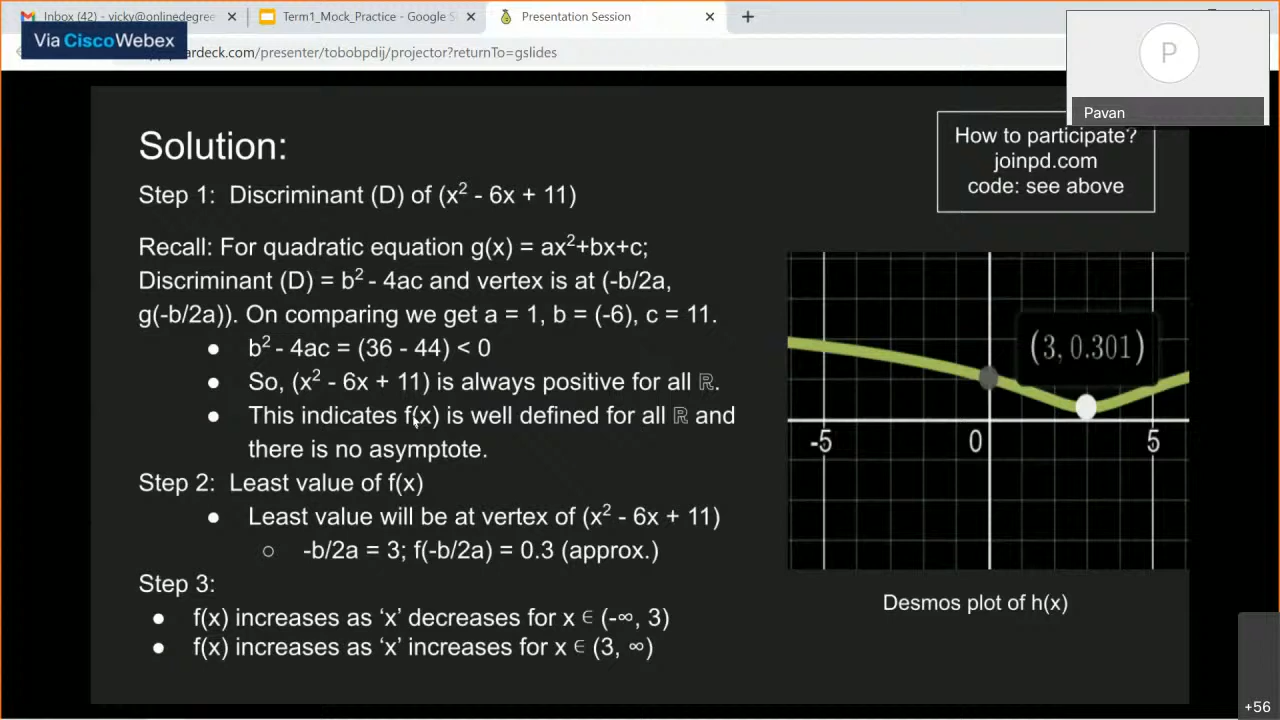 Inbox (42) - vicky@onlinedegree
Term1_Mock_Practice - Google S
Presentation Session
Via Cisco Webex
ardeck.com/presenter/tobobpdij/projector?returnTo=gslides
P
Pavan
Solution:
How to participate?
joinpd.com
code: see above
Step 1: Discriminant (D) of (x² - 6x + 11)
Recall: For quadratic equation g(x) = ax²+bx+c;
Discriminant (D) = b² - 4ac and vertex is at (-b/2a,
g(-b/2a)). On comparing we get a = 1, b = (-6), c = 11.
● b² - 4ac = (36 - 44) < 0
● So, (x² - 6x + 11) is always positive for all ℝ.
● This indicates f(x) is well defined for all ℝ and
there is no asymptote.
Step 2: Least value of f(x)
● Least value will be at vertex of (x² - 6x + 11)
○ -b/2a = 3; f(-b/2a) = 0.3 (approx.)
Step 3:
● f(x) increases as ‘x’ decreases for x ∈ (-∞, 3)
● f(x) increases as ‘x’ increases for x ∈ (3, ∞)
(3, 0.301)
-5 0 5
Desmos plot of h(x)
+56